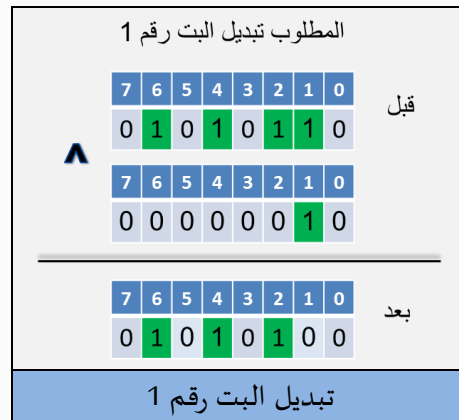 المطلوب تبديل البت رقم 1
7 6 5 4 3 2 1 0
قبل
0 1 0 1 0 1 1 0
^
7 6 5 4 3 2 1 0
0 0 0 0 0 0 1 0
7 6 5 4 3 2 1 0
بعد
0 1 0 1 0 1 0 0
تبديل البت رقم 1